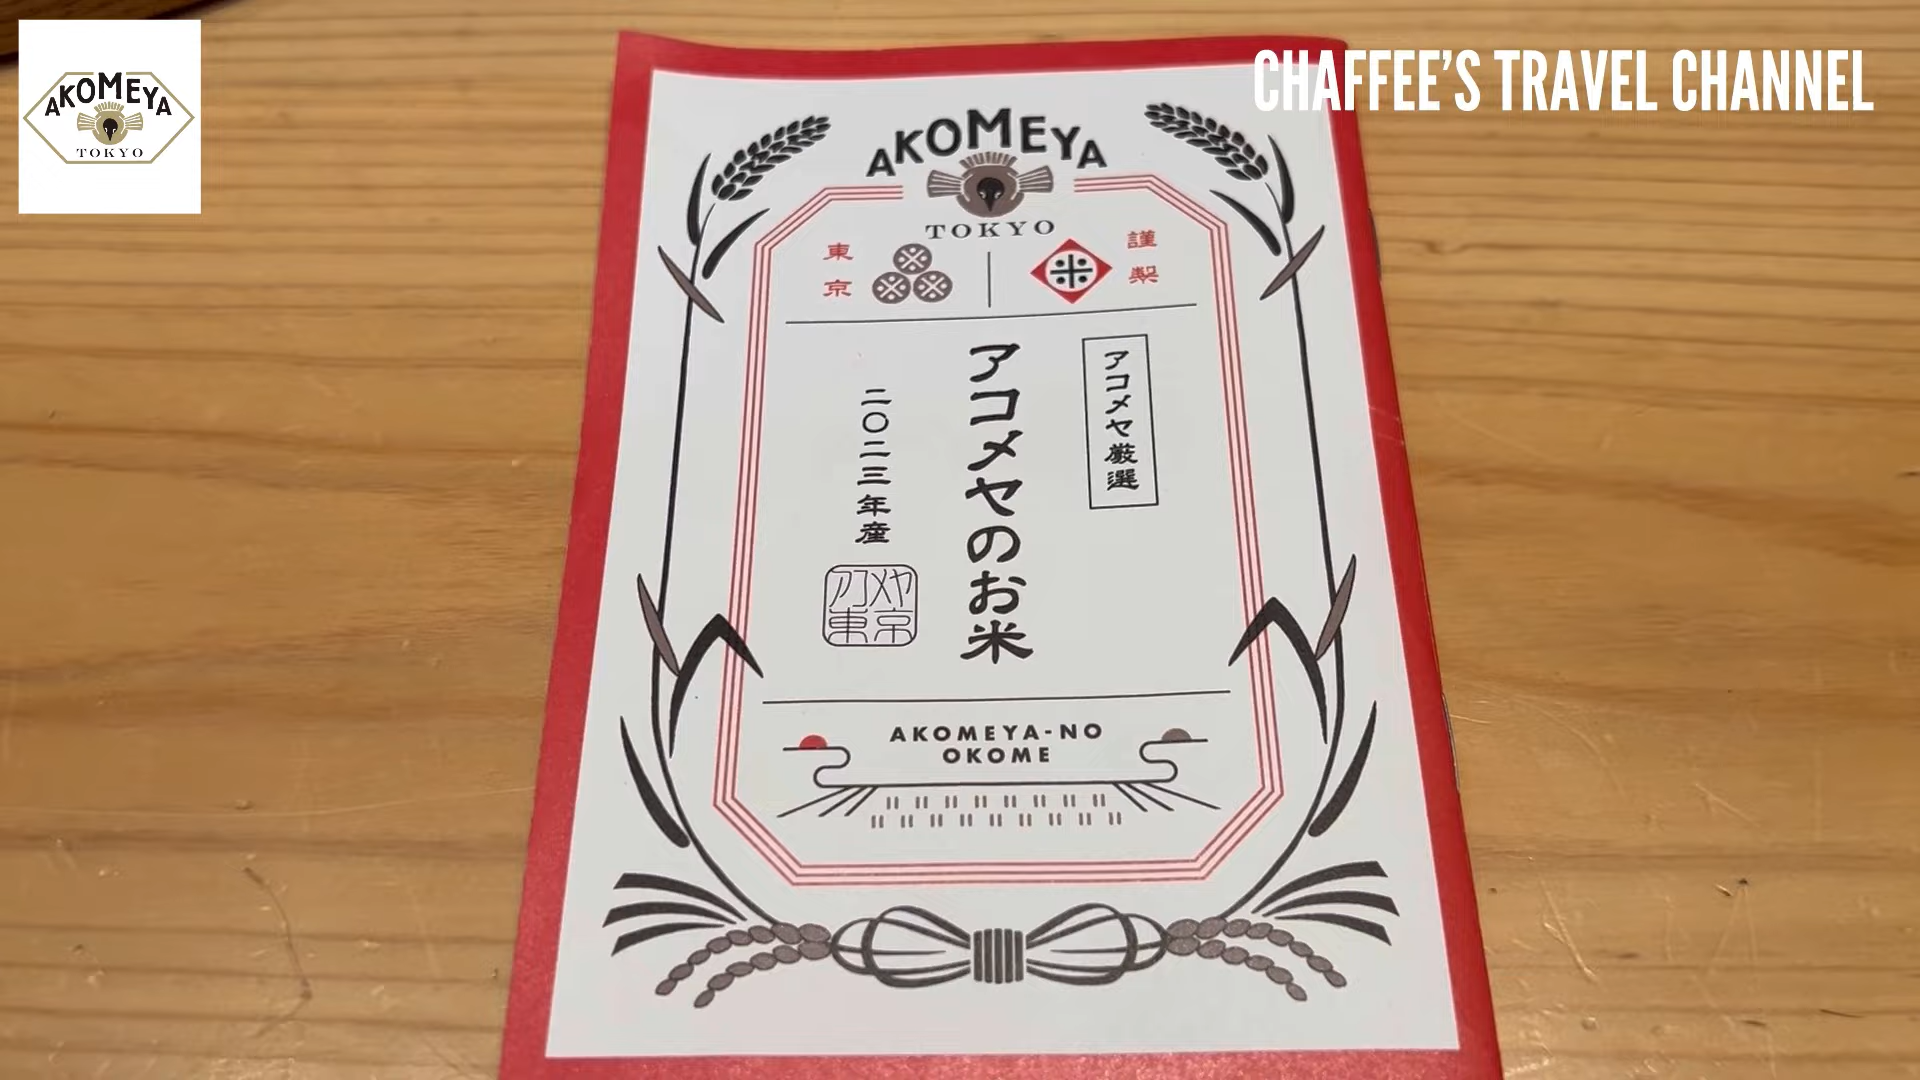 AKOMEYA
TOKYO
CHAFFEE'S TRAVEL CHANNEL
AKOMEYA
TOKYO
東京
謹製
アコメヤ厳選
アコメヤのお米
二〇二三年産
アコメヤ
東京
AKOMEYA-NO
OKOME